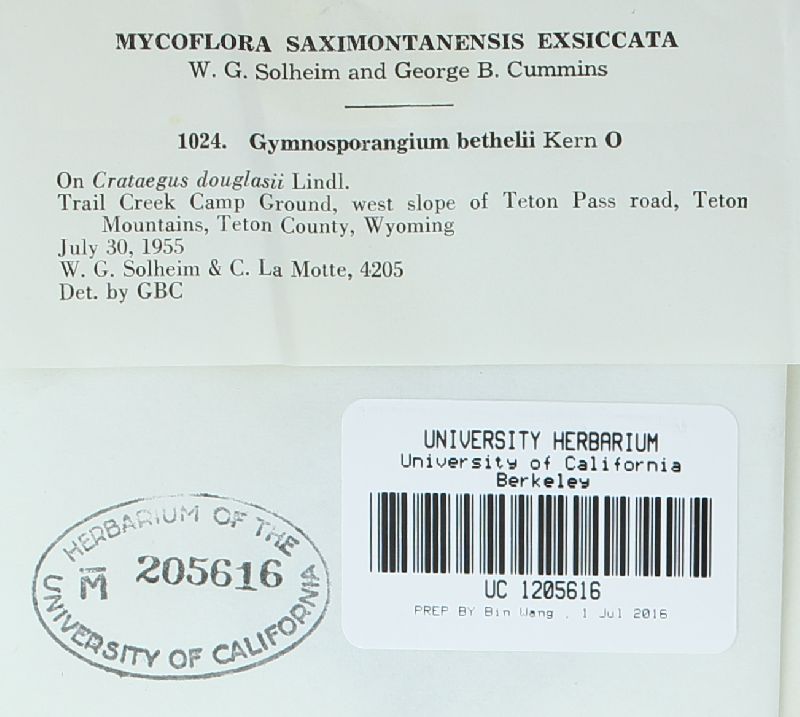 MYCOFLORA SAXIMONTANENSIS EXSICCATA
W. G. Solheim and George B. Cummins
1024. Gymnosporangium bethelii Kern O
On Crataegus douglasii Lindl.
Trail Creek Camp Ground, west slope of Teton Pass road, Teton
Mountains, Teton County, Wyoming
July 30, 1955
W. G. Solheim & C. La Motte, 4205
Det. by GBC
HERBARIUM OF THE
M 205616
UNIVERSITY OF CALIFORNIA
UNIVERSITY HERBARIUM
University of California
Berkeley
UC 1205616
PREP BY Bin Wang . 1 Jul 2016